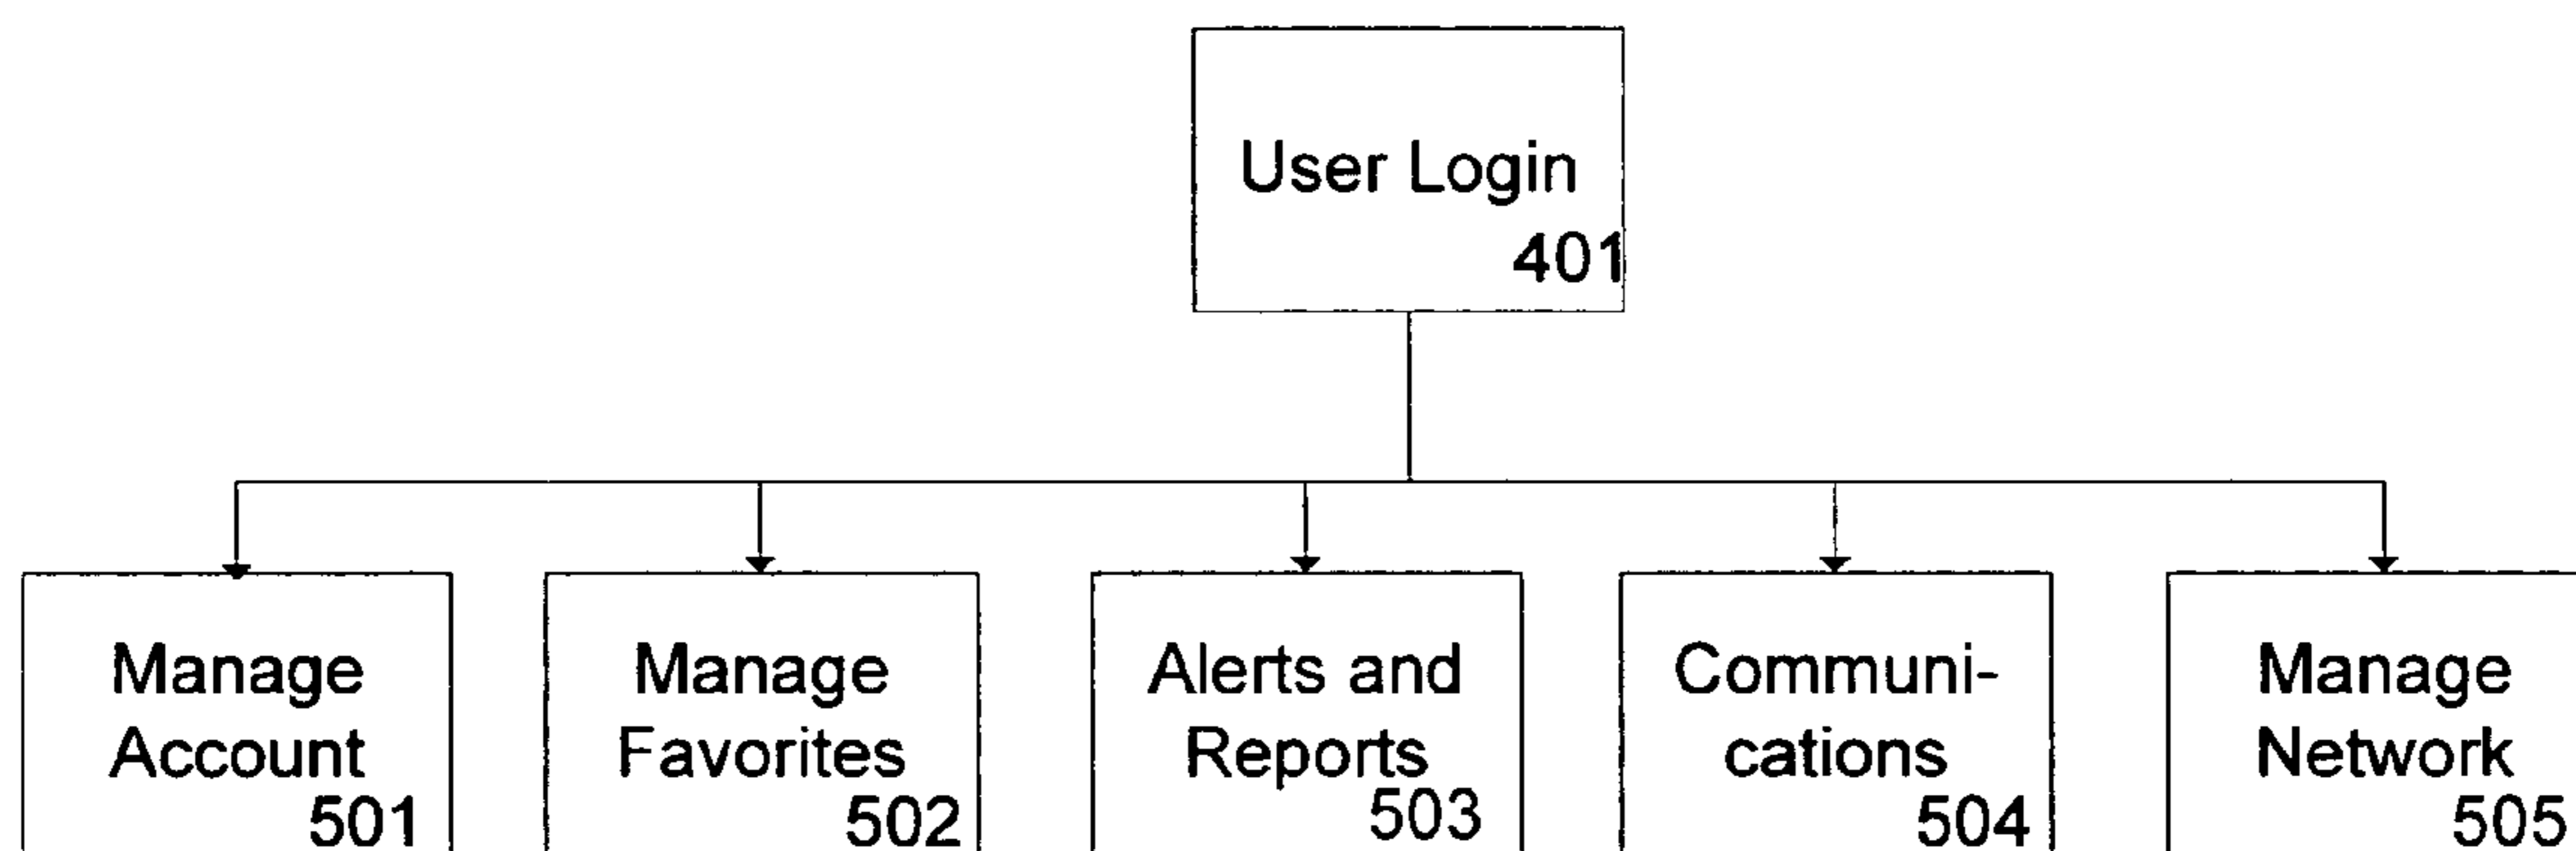 User Login
401
Manage
Account
501
Manage
Favorites
502
Alerts and
Reports
503
Communi-
cations
504
Manage
Network
505